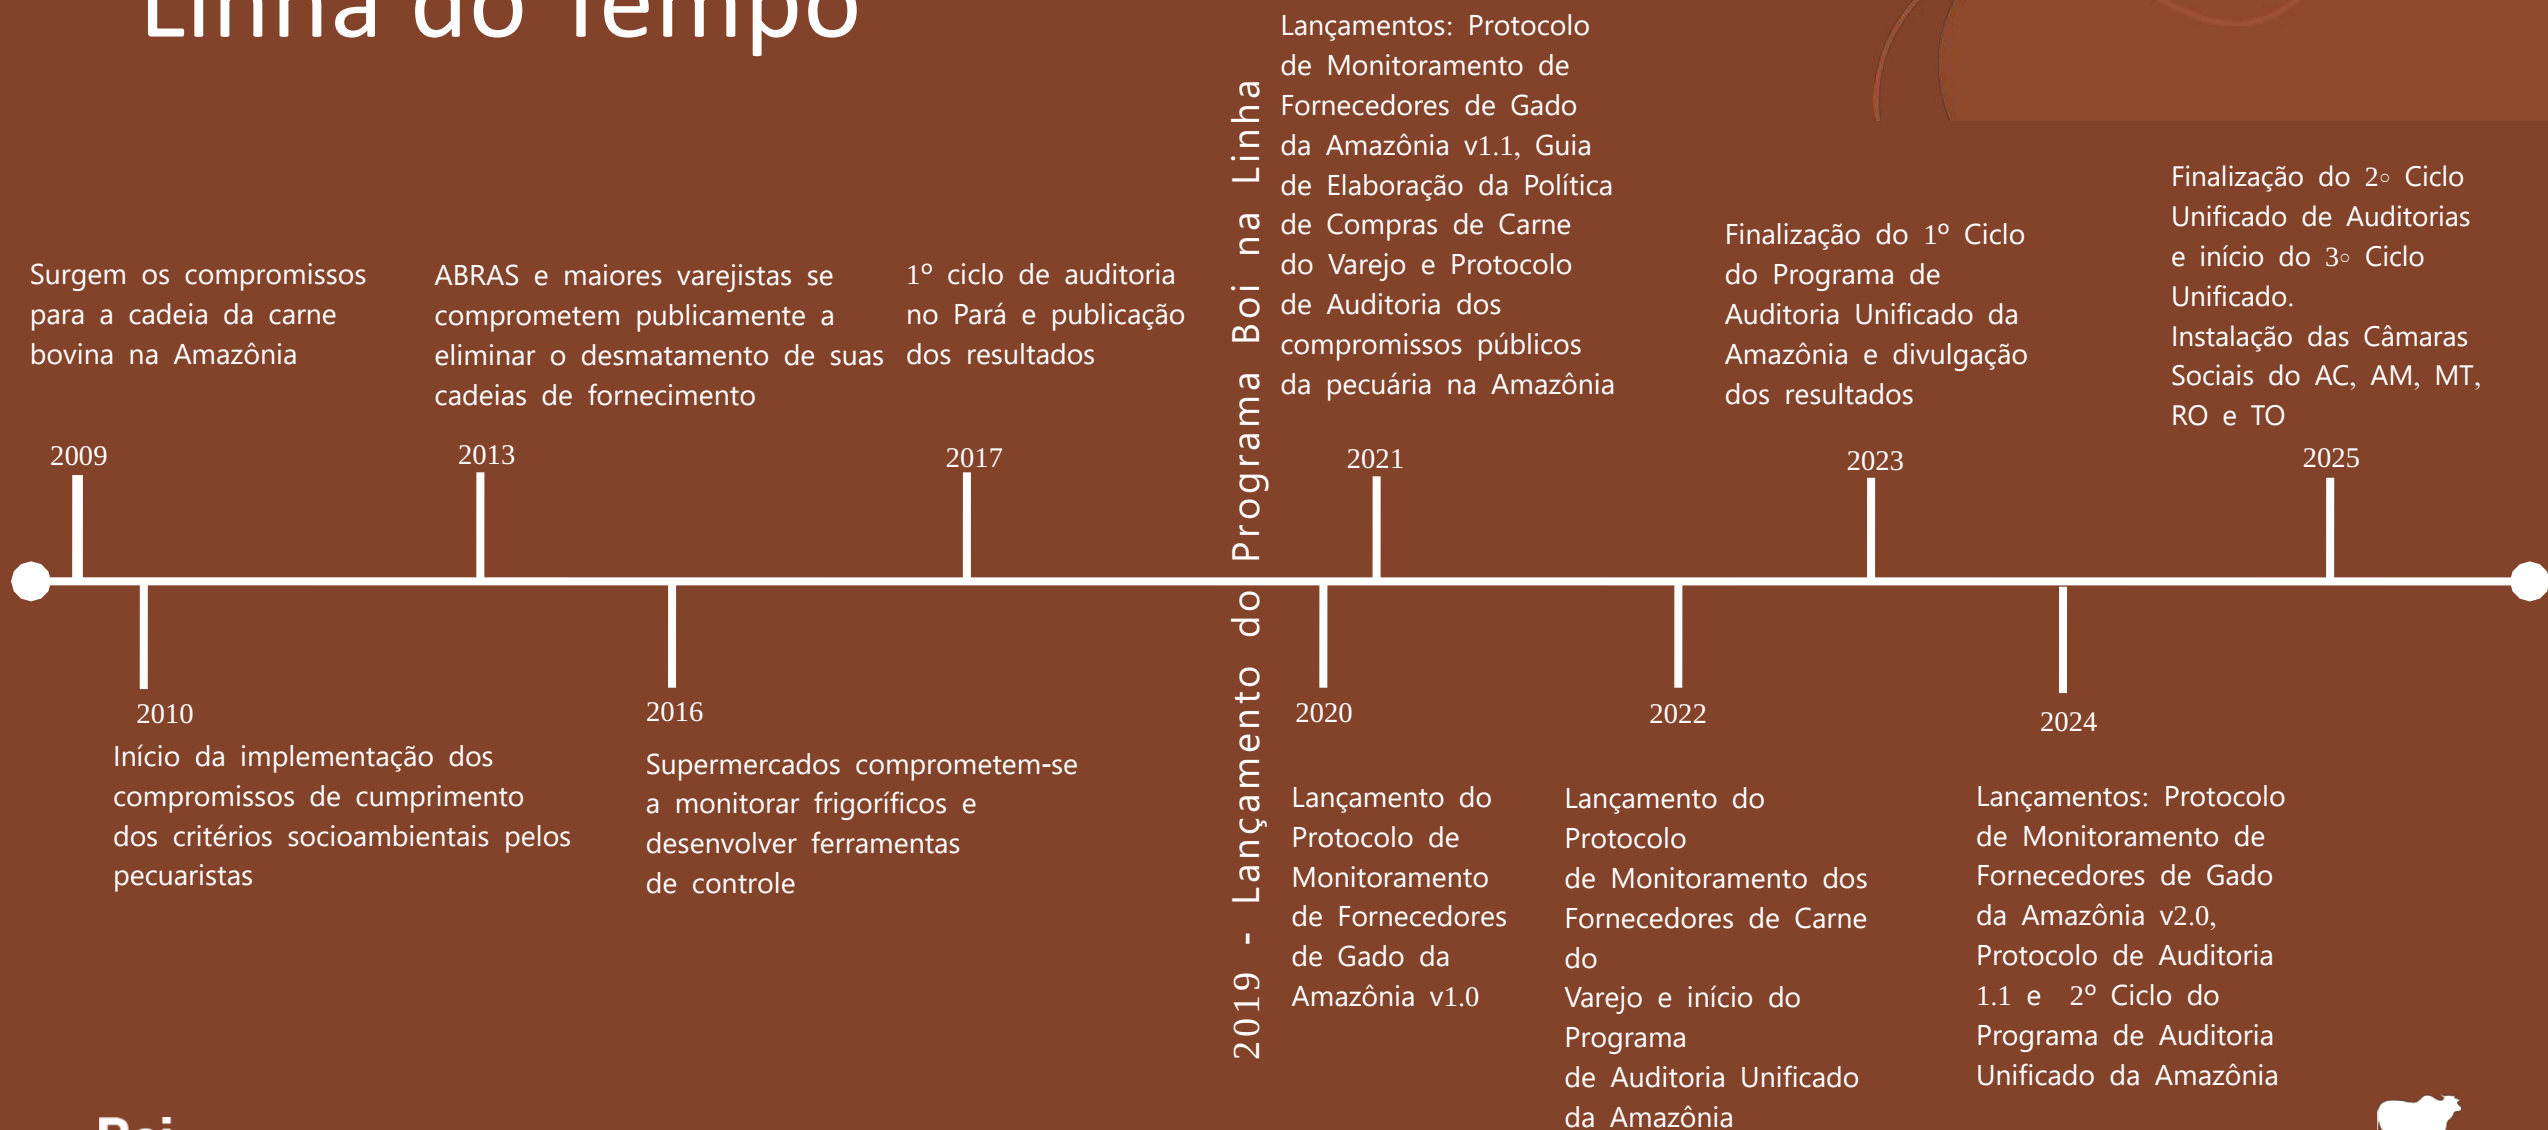 Linha do Tempo
Surgem os compromissos
para a cadeia da carne
bovina na Amazônia
2009
2010
Início da implementação dos
compromissos de cumprimento
dos critérios socioambientais pelos
pecuaristas
ABRAS e maiores varejistas se
comprometem publicamente a
eliminar o desmatamento de suas
cadeias de fornecimento
2013
2016
Supermercados comprometem-se
a monitorar frigoríficos e
desenvolver ferramentas
de controle
1º ciclo de auditoria
no Pará e publicação
dos resultados
2017
2019 - Lançamento do Programa Boi na Linha
2020
Lançamento do
Protocolo de
Monitoramento
de Fornecedores
de Gado da
Amazônia v1.0
Lançamentos: Protocolo
de Monitoramento de
Fornecedores de Gado
da Amazônia v1.1, Guia
de Elaboração da Política
de Compras de Carne
do Varejo e Protocolo
de Auditoria dos
compromissos públicos
da pecuária na Amazônia
2021
2022
Lançamento do
Protocolo
de Monitoramento dos
Fornecedores de Carne
do
Varejo e início do
Programa
de Auditoria Unificado
da Amazônia
Finalização do 1º Ciclo
do Programa de
Auditoria Unificado da
Amazônia e divulgação
dos resultados
2023
2024
Lançamentos: Protocolo
de Monitoramento de
Fornecedores de Gado
da Amazônia v2.0,
Protocolo de Auditoria
1.1 e 2º Ciclo do
Programa de Auditoria
Unificado da Amazônia
Finalização do 2◦ Ciclo
Unificado de Auditorias
e início do 3◦ Ciclo
Unificado.
Instalação das Câmaras
Sociais do AC, AM, MT,
RO e TO
2025
Boi